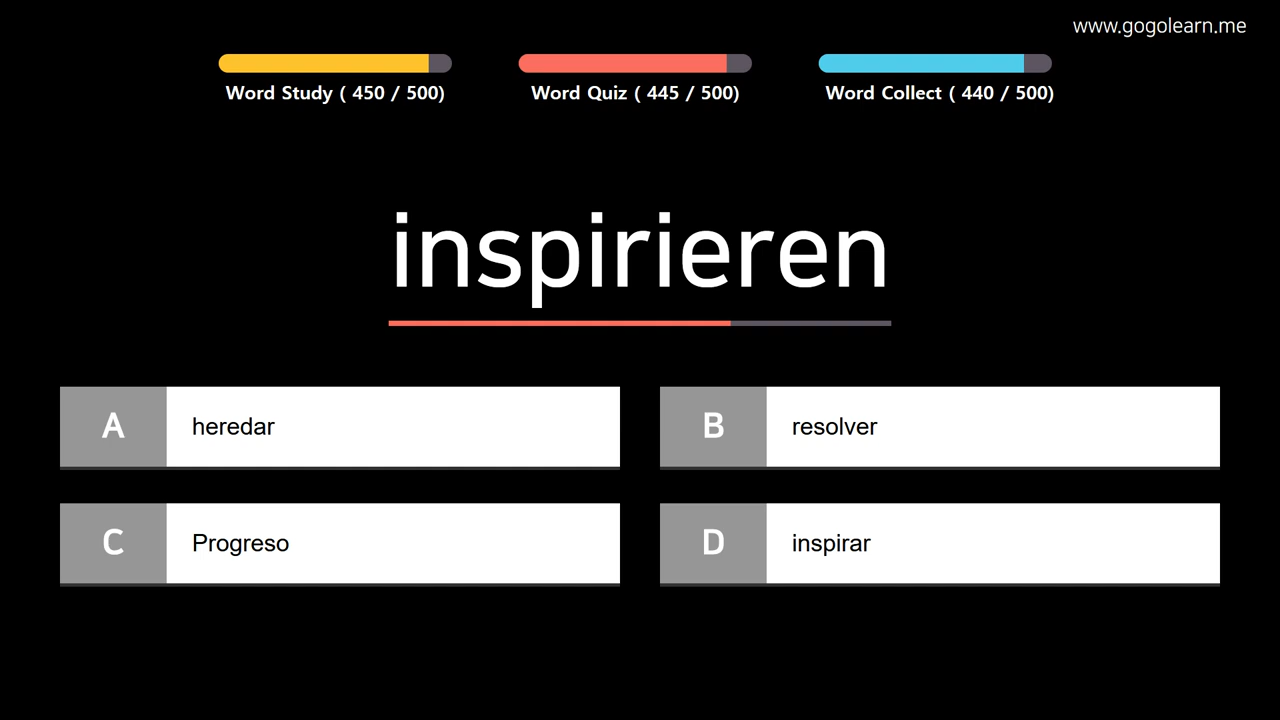 www.gogolearn.me
Word Study ( 450 / 500)
Word Quiz ( 445 / 500)
Word Collect ( 440 / 500)
inspirieren
A
heredar
B
resolver
C
Progreso
D
inspirar